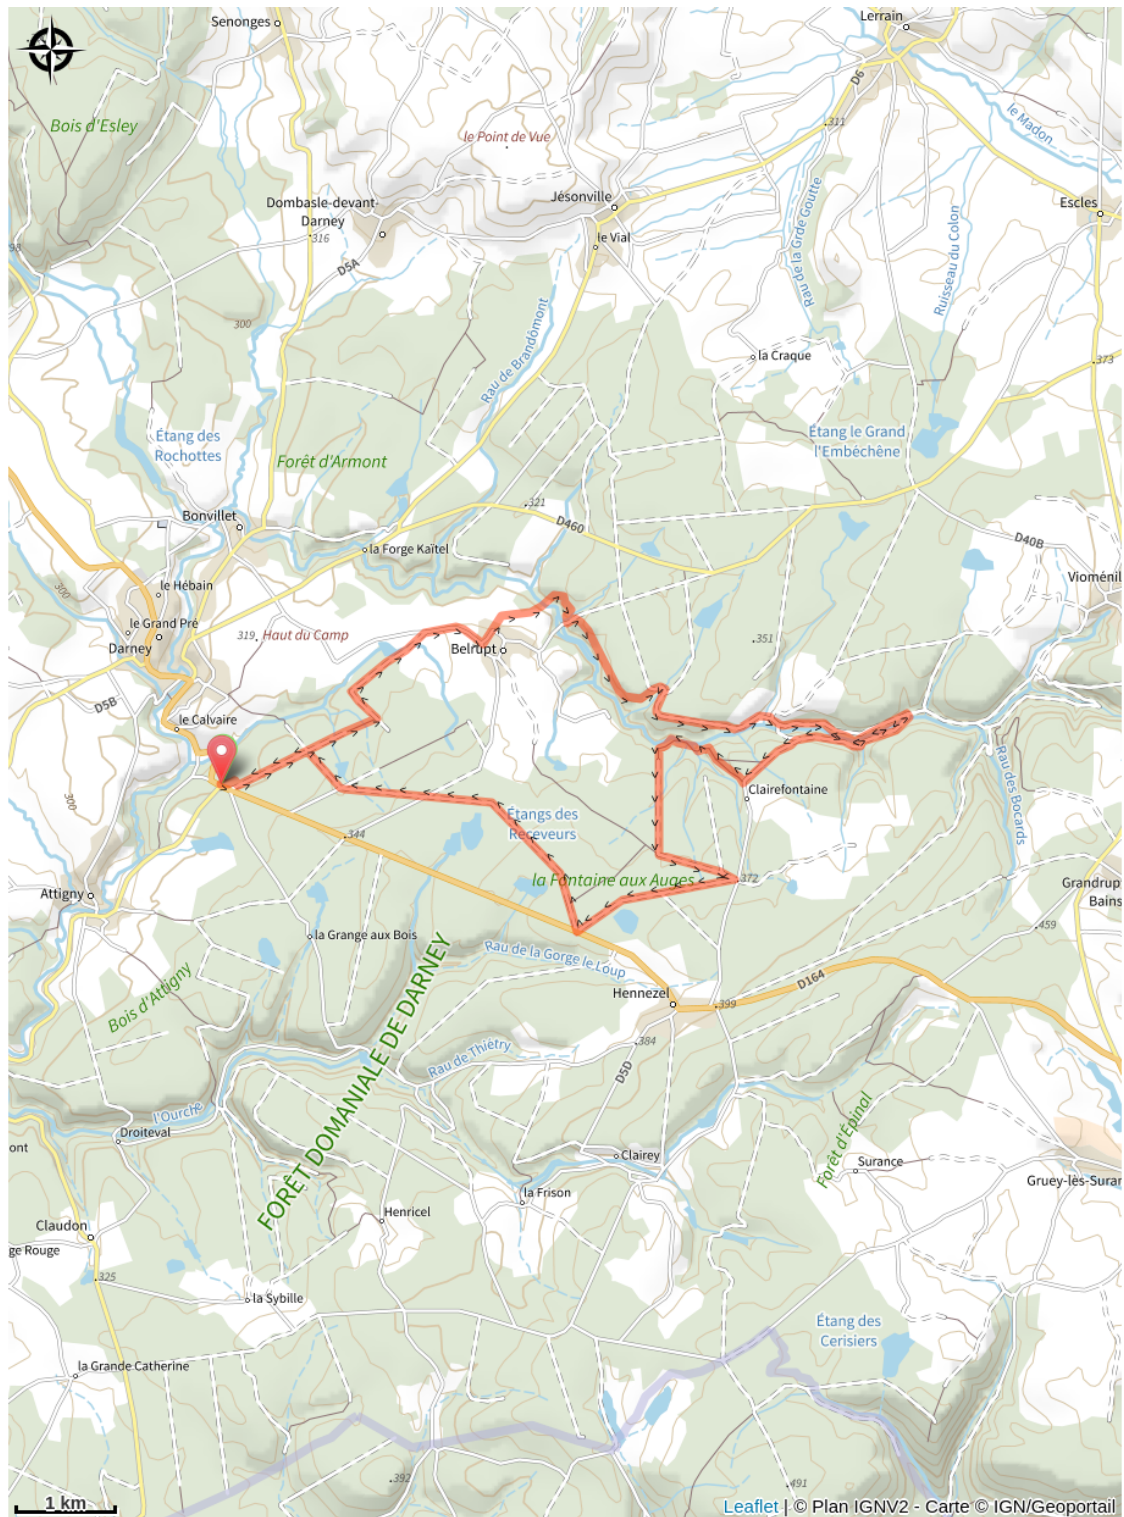 Lerrain
Senonges
D6
311
le Madon
Bois d'Esley
le Point de Vue
Jésonville
Dombasle-devant-
Darney
316
le Vial
Escles
Rau de la Grde Goutte
Ruisseau du Colon
D5A
300
Rau de Brandomont
la Craque
373
Étang des
Rochottes
Forêt d'Armont
Étang le Grand
l'Embéchêne
321
Bonvillet
D460
la Forge Kaïtel
D40B
Vioménil
300
le Hébain
le Grand Pré
319
Haut du Camp
351
Darney
Belrupt
D5B
le Calvaire
Rau des Bocards
300
Clairefontaine
Étangs des
Receveurs
344
la Fontaine aux Auges
372
Attigny
Grandrup
Bains
459
la Grange aux Bois
Rau de la Gorge le Loup
Bois d'Attigny
FORÊT DOMANIALE DE DARNEY
D164
Hennezel
399
384
Rau de Thiétry
D5D
l'Ourche
Droiteval
ont
Forêt d'Épinal
Clairey
Surance
Gruey-lès-Suran
la Frison
Henricel
Claudon
ge Rouge
325
la Sybille
Étang des
Cerisiers
la Grande Catherine
392
491
1 km
Leaflet | © Plan IGNV2 - Carte © IGN/Geoportail